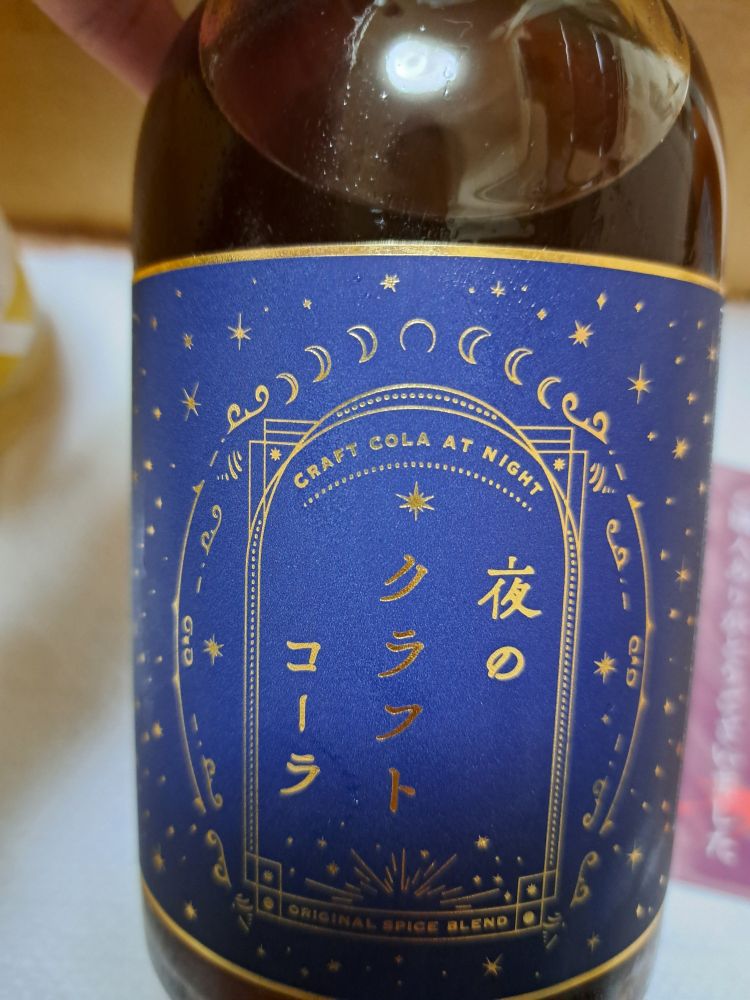 CRAFT COLA AT NIGHT
夜の
クラフト
コーラ
ORIGINAL SPICE BLEND